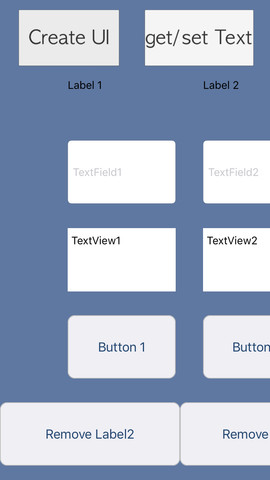 Create UI
get/set Text
Label 1
Label 2
TextField1
TextField2
TextView1
TextView2
Button 1
Button
Remove Label2
Remove